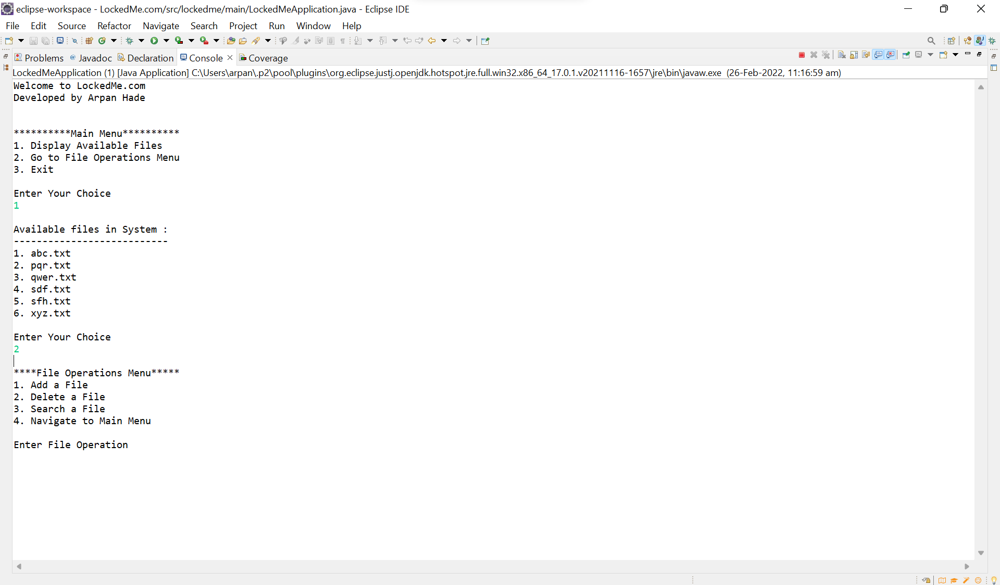 eclipse-workspace - LockedMe.com/src/lockedme/main/LockedMeApplication.java - Eclipse IDE
File Edit Source Refactor Navigate Search Project Run Window Help
Problems @ Javadoc Declaration Console Coverage
LockedMeApplication (1) [Java Application] C:\Users\arpan\.p2\pool\plugins\org.eclipse.justj.openjdk.hotspot.jre.full.win32.x86_64_17.0.1.v20211116-1657\jre\bin\javaw.exe (26-Feb-2022, 11:16:59 am)
Welcome to LockedMe.com
Developed by Arpan Hade
**********Main Menu**********
1. Display Available Files
2. Go to File Operations Menu
3. Exit
Enter Your Choice
1
Available files in System :
---------------------------
1. abc.txt
2. pqr.txt
3. qwer.txt
4. sdf.txt
5. sfh.txt
6. xyz.txt
Enter Your Choice
2
****File Operations Menu*****
1. Add a File
2. Delete a File
3. Search a File
4. Navigate to Main Menu
Enter File Operation